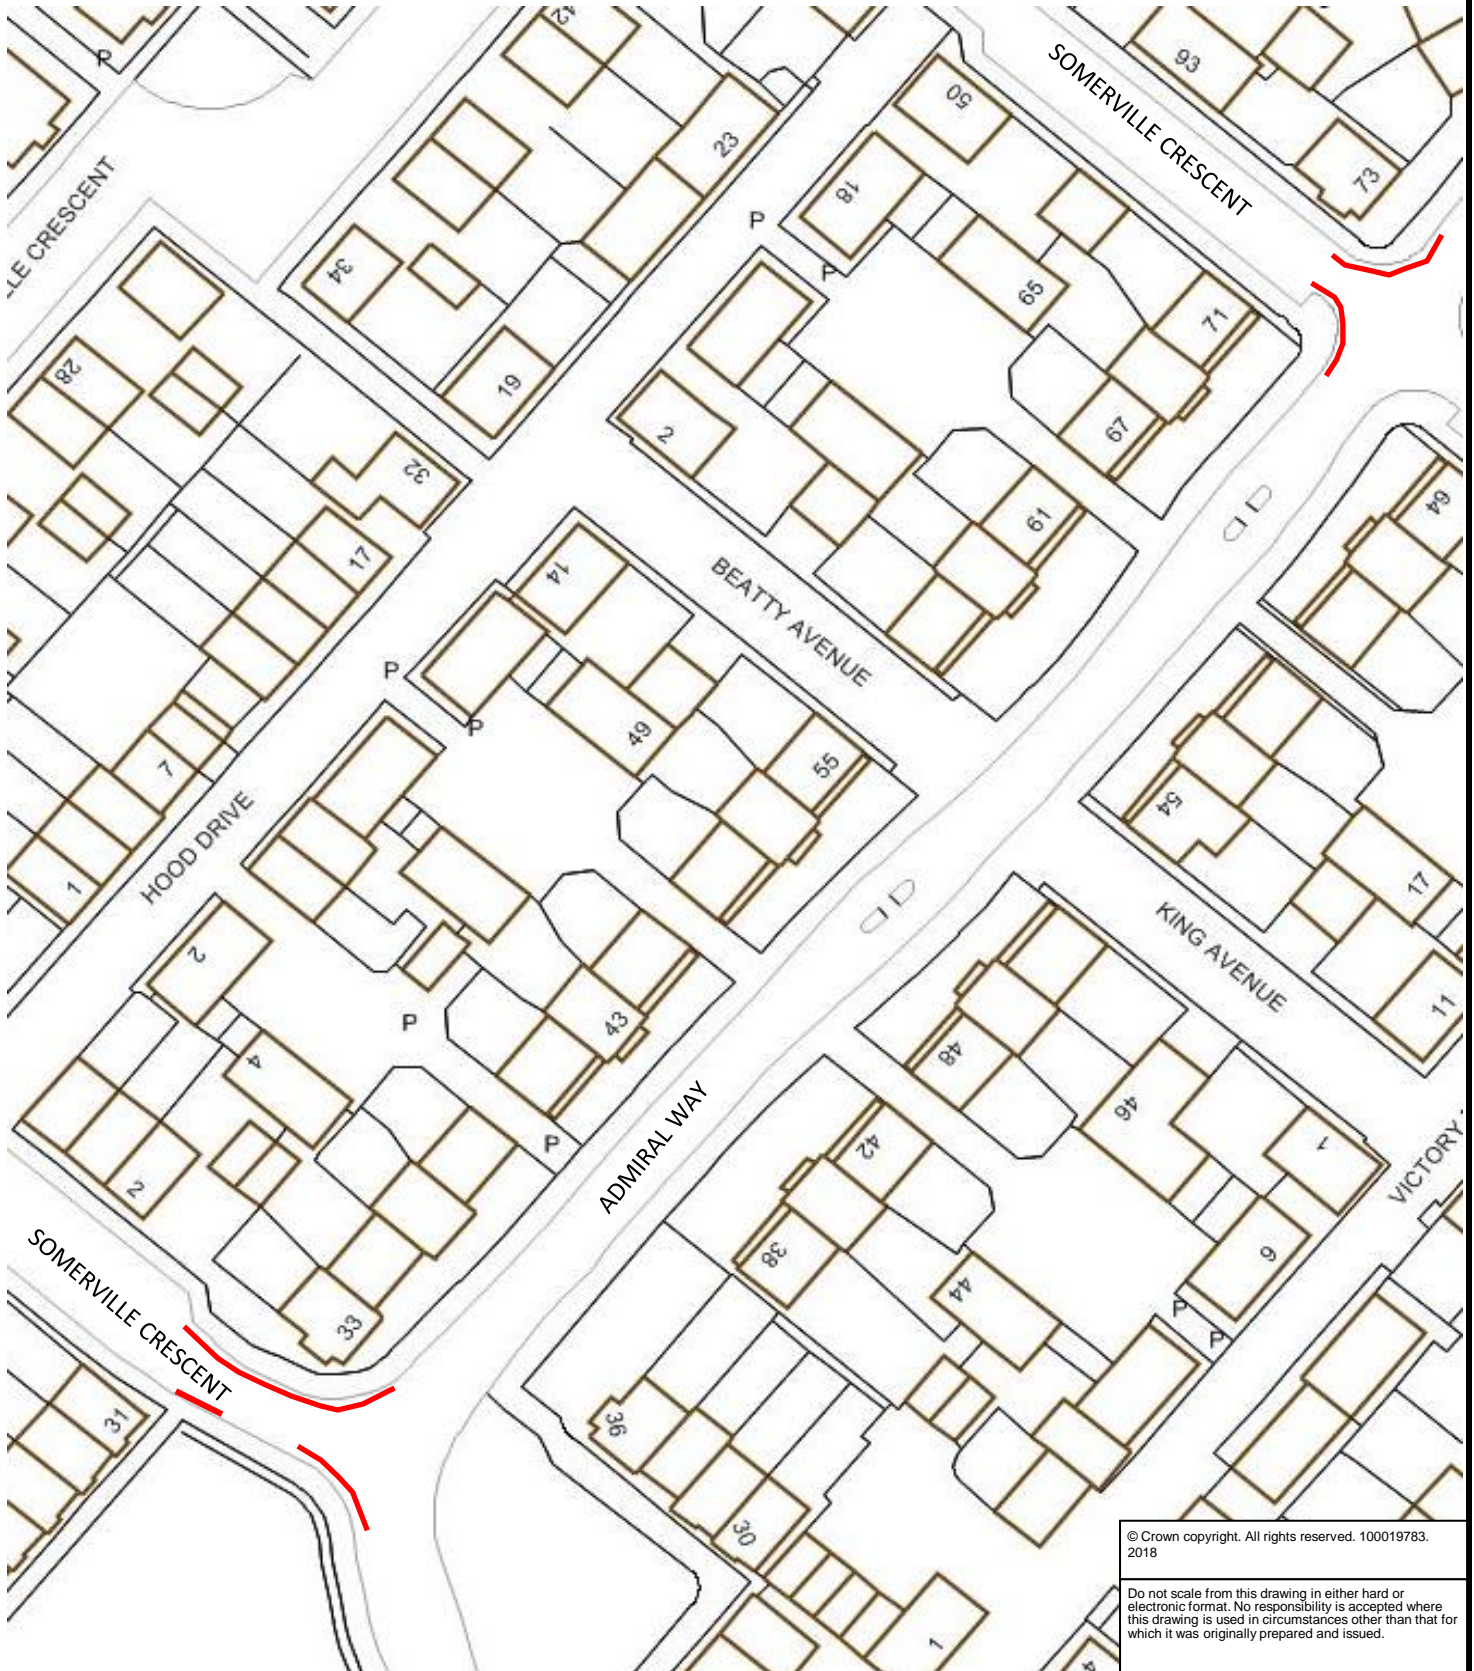 42
P
93
SOMERVILLE CRESCENT
50
23
73
18
LE CRESCENT
P
P
34
65
71
28
19
2
67
32
61
64
17
14
BEATTY AVENUE
P
P
49
55
7
54
HOOD DRIVE
1
17
KING AVENUE
2
11
P
43
4
48
46
ADMIRAL WAY
42
P
1
VICTORY
2
38
6
SOMERVILLE CRESCENT
44
P
P
33
31
36
30
1
4
© Crown copyright. All rights reserved. 100019783.
2018
Do not scale from this drawing in either hard or
electronic format. No responsibility is accepted where
this drawing is used in circumstances other than that for
which it was originally prepared and issued.